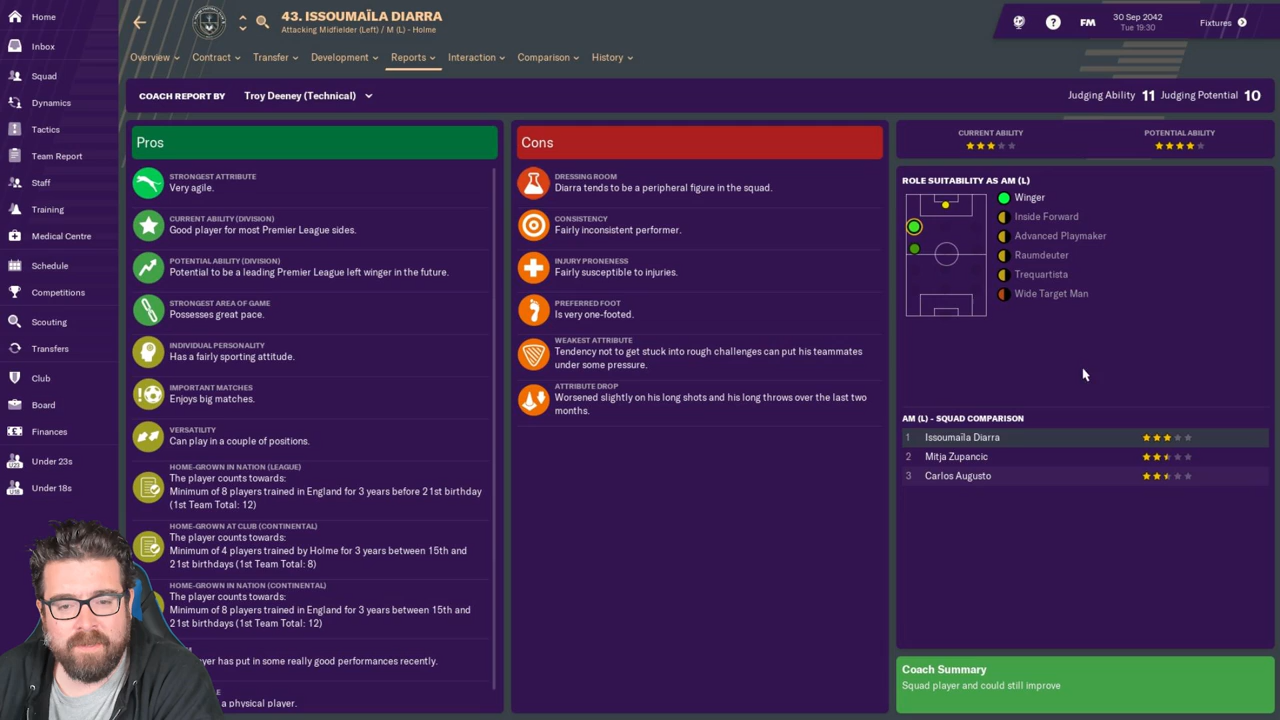 Home
Inbox
Squad
Dynamics
Tactics
Team Report
Staff
Training
Medical Centre
Schedule
Competitions
Scouting
Transfers
Club
Board
Finances
U23
Under 23s
U18
Under 18s
43. ISSOUMAÏLA DIARRA
Attacking Midfielder (Left) / M (L) - Holme
? FM
30 Sep 2042
Tue 19:30
Fixtures
Overview Contract Transfer Development Reports Interaction Comparison History
COACH REPORT BY Troy Deeney (Technical)
Judging Ability 11 Judging Potential 10
Pros
STRONGEST ATTRIBUTE
Very agile.
CURRENT ABILITY (DIVISION)
Good player for most Premier League sides.
POTENTIAL ABILITY (DIVISION)
Potential to be a leading Premier League left winger in the future.
STRONGEST AREA OF GAME
Possesses great pace.
INDIVIDUAL PERSONALITY
Has a fairly sporting attitude.
IMPORTANT MATCHES
Enjoys big matches.
VERSATILITY
Can play in a couple of positions.
HOME-GROWN IN NATION (LEAGUE)
The player counts towards:
Minimum of 8 players trained in England for 3 years before 21st birthday
(1st Team Total: 12)
HOME-GROWN AT CLUB (CONTINENTAL)
The player counts towards:
Minimum of 4 players trained by Holme for 3 years between 15th and
21st birthdays (1st Team Total: 8)
HOME-GROWN IN NATION (CONTINENTAL)
The player counts towards:
Minimum of 8 players trained in England for 3 years between 15th and
21st birthdays (1st Team Total: 12)
has put in some really good performances recently.
a physical player.
Cons
DRESSING ROOM
Diarra tends to be a peripheral figure in the squad.
CONSISTENCY
Fairly inconsistent performer.
INJURY PRONENESS
Fairly susceptible to injuries.
PREFERRED FOOT
Is very one-footed.
WEAKEST ATTRIBUTE
Tendency not to get stuck into rough challenges can put his teammates
under some pressure.
ATTRIBUTE DROP
Worsened slightly on his long shots and his long throws over the last two
months.
CURRENT ABILITY
POTENTIAL ABILITY
ROLE SUITABILITY AS AM (L)
Winger
Inside Forward
Advanced Playmaker
Raumdeuter
Trequartista
Wide Target Man
AM (L) - SQUAD COMPARISON
1 Issoumaïla Diarra
2 Mitja Zupancic
3 Carlos Augusto
Coach Summary
Squad player and could still improve